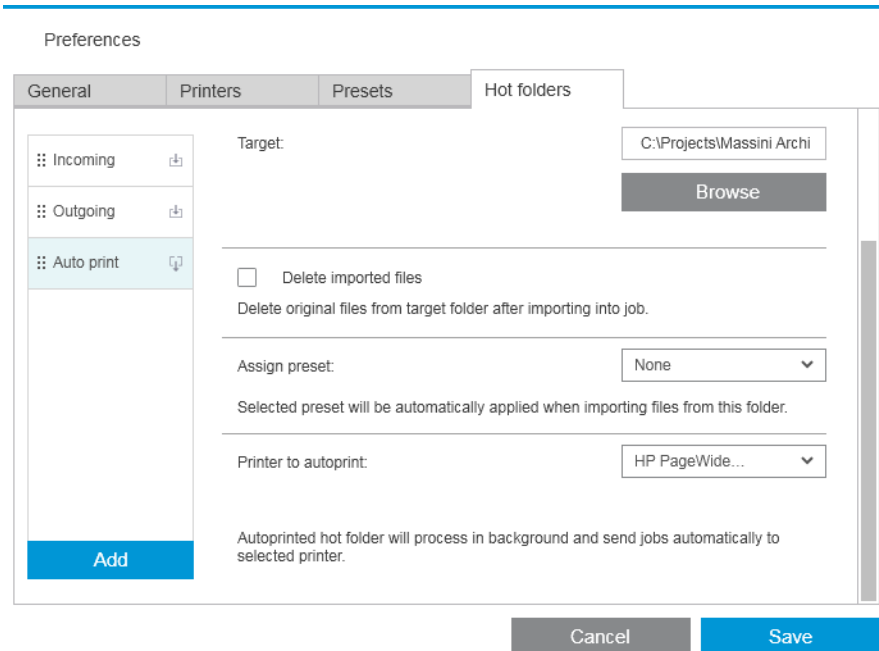 Preferences
General
Printers
Presets
Hot folders
Incoming
Outgoing
Auto print
Add
Target:
C:\Projects\Massini Archi
Browse
Delete imported files
Delete original files from target folder after importing into job.
Assign preset:
None
Selected preset will be automatically applied when importing files from this folder.
Printer to autoprint:
HP PageWide...
Autoprinted hot folder will process in background and send jobs automatically to
selected printer.
Cancel
Save